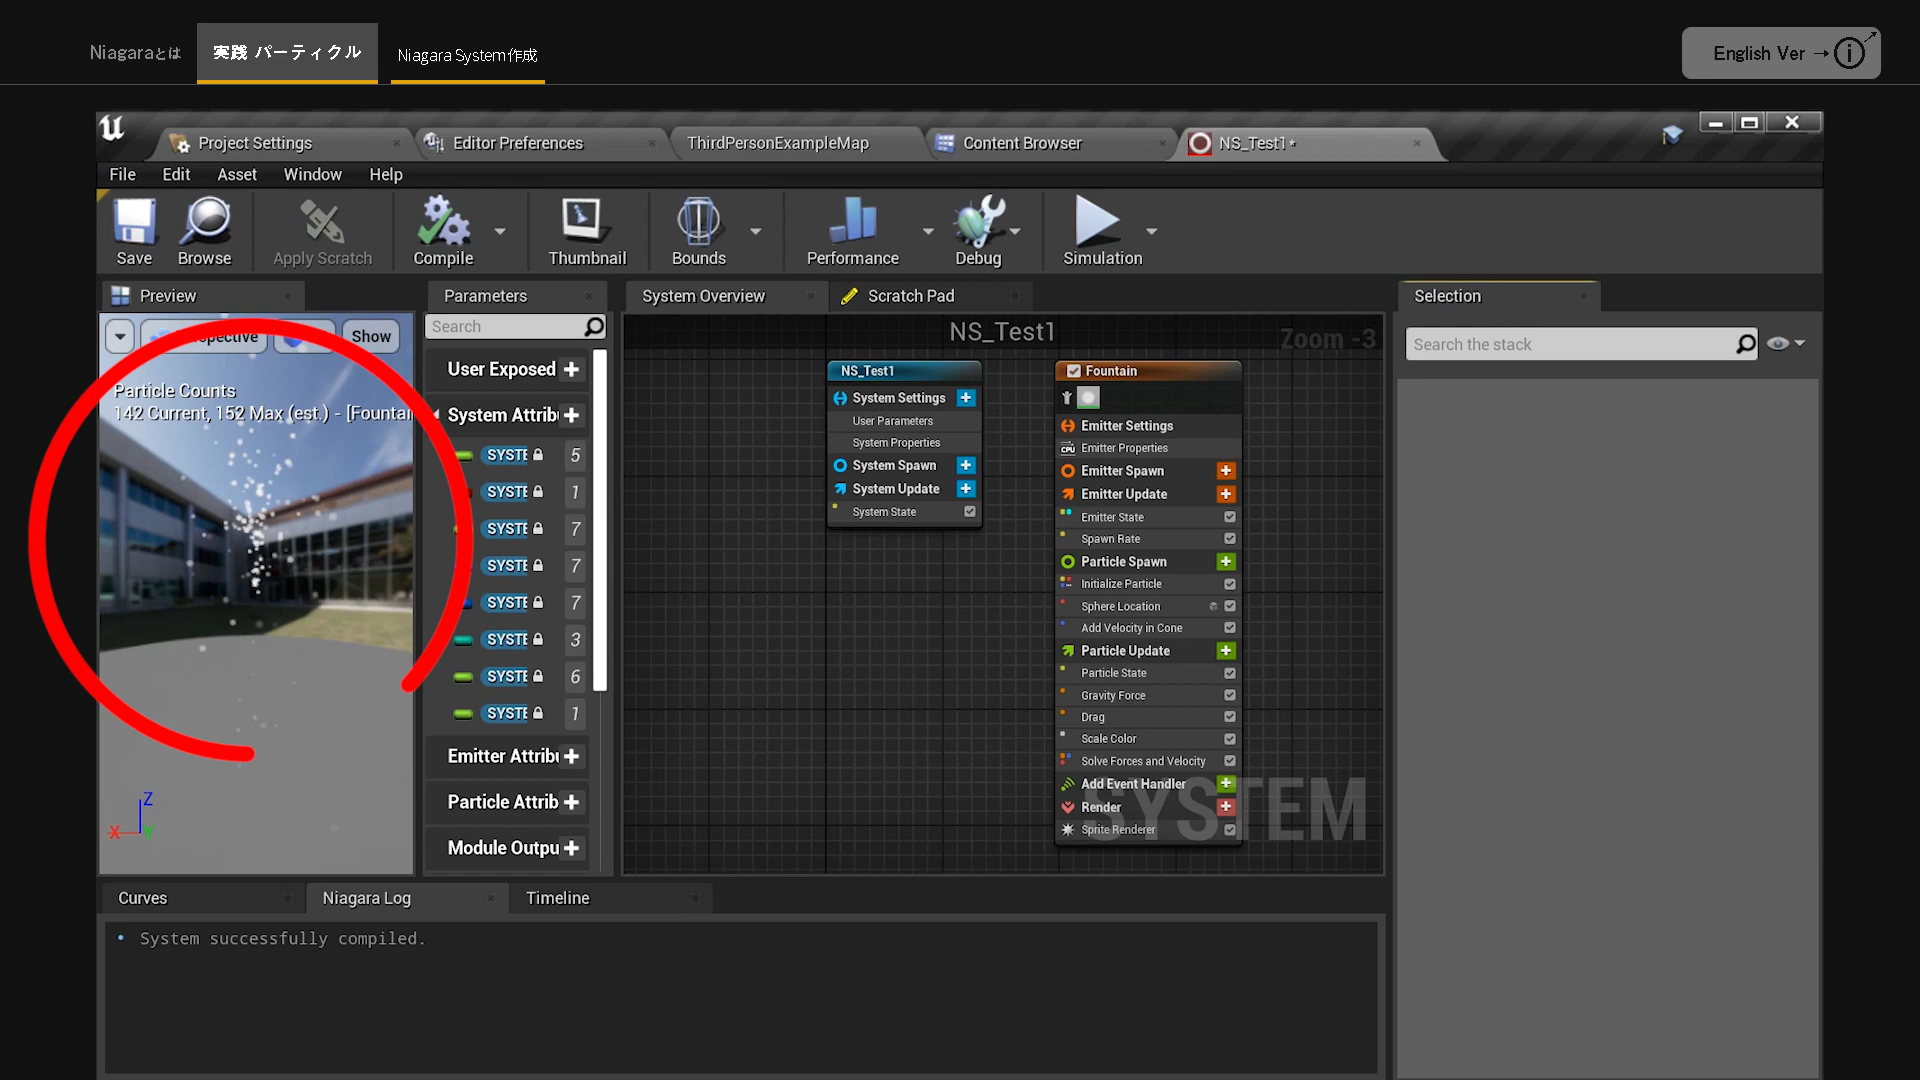 Niagaraとは
実践 パーティクル
Niagara System作成
English Ver →
Project Settings
Editor Preferences
ThirdPersonExampleMap
Content Browser
NS_Test1*
File Edit Asset Window Help
Save
Browse
Apply Scratch
Compile
Thumbnail
Bounds
Performance
Debug
Simulation
Preview
Show
Particle Counts
142 Current, 152 Max (est.) - [Fountai
Z
X
Y
Parameters
Search
User Exposed
System Attribu
SYSTE 5
SYSTE 1
SYSTE 7
SYSTE 7
SYSTE 7
SYSTE 3
SYSTE 6
SYSTE 1
Emitter Attribu
Particle Attrib
Module Outpu
System Overview
Scratch Pad
NS_Test1
Zoom -3
NS_Test1
System Settings
User Parameters
System Properties
System Spawn
System Update
System State
Fountain
Emitter Settings
CPU Emitter Properties
Emitter Spawn
Emitter Update
Emitter State
Spawn Rate
Particle Spawn
Initialize Particle
Sphere Location
Add Velocity in Cone
Particle Update
Particle State
Gravity Force
Drag
Scale Color
Solve Forces and Velocity
Add Event Handler
Render
Sprite Renderer
SYSTEM
Selection
Search the stack
Curves
Niagara Log
Timeline
System successfully compiled.